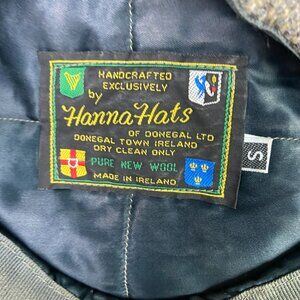 HANDCRAFTED
EXCLUSIVELY
by
Hanna Hats
OF DONEGAL LTD
DONEGAL TOWN IRELAND
DRY CLEAN ONLY
PURE NEW WOOL
MADE IN IRELAND
S